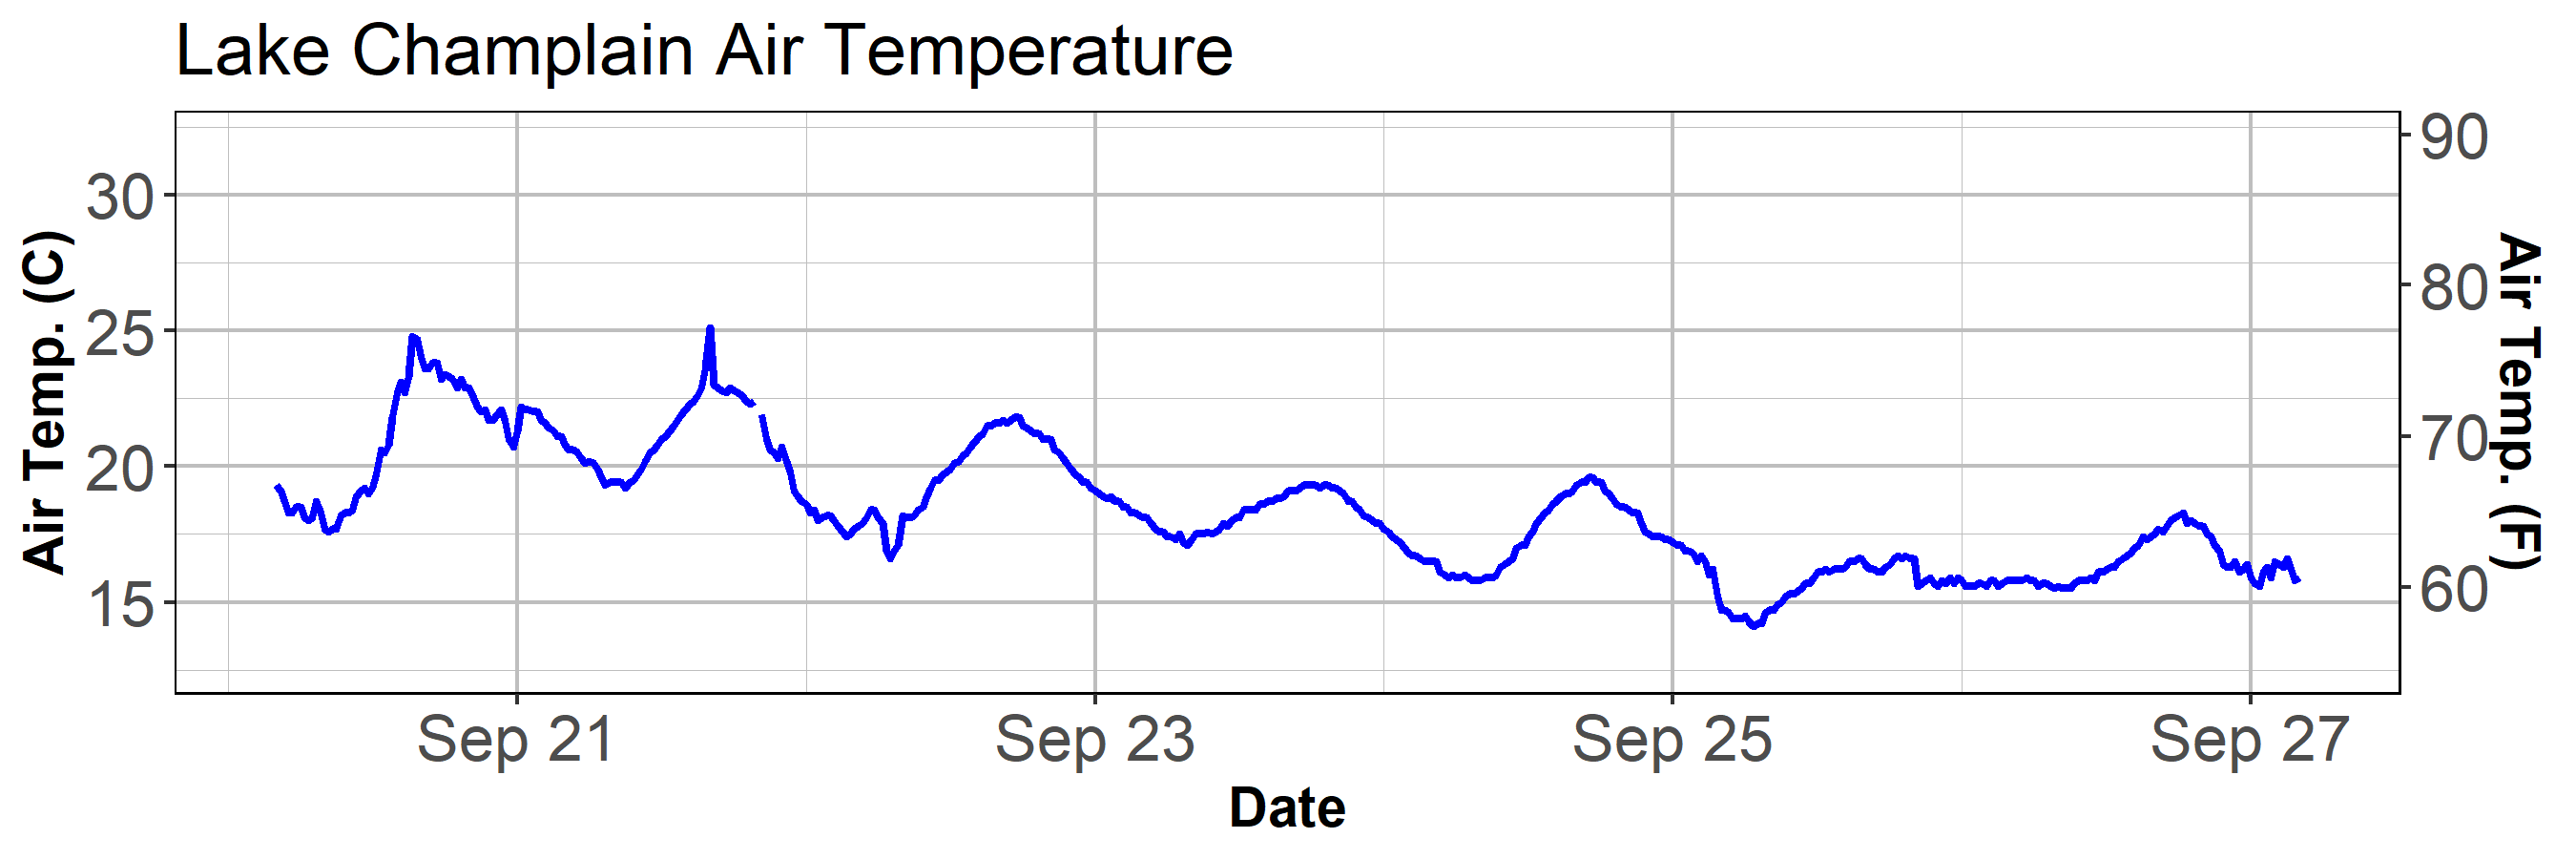 Lake Champlain Air Temperature
Air Temp. (C)
30
25
20
15
90
80
70
60
Air Temp. (F)
Sep 21
Sep 23
Sep 25
Sep 27
Date